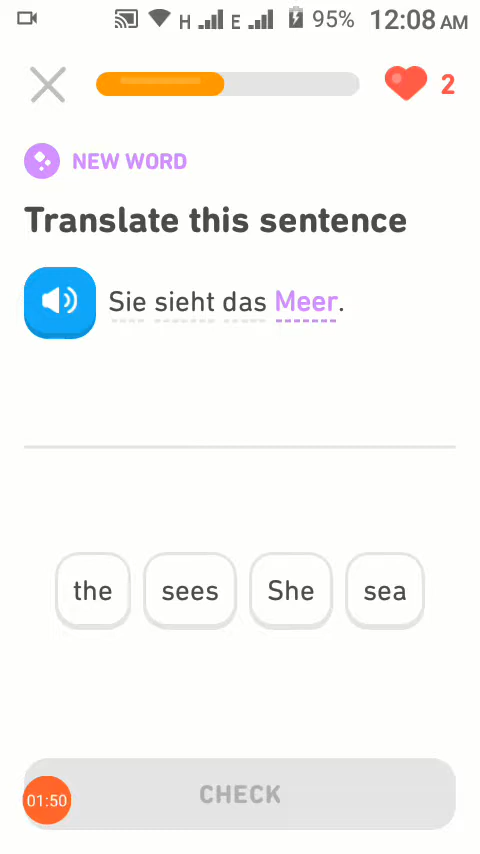 H E 95% 12:08 AM
2
NEW WORD
Translate this sentence
Sie sieht das Meer.
the sees She sea
CHECK
01:50